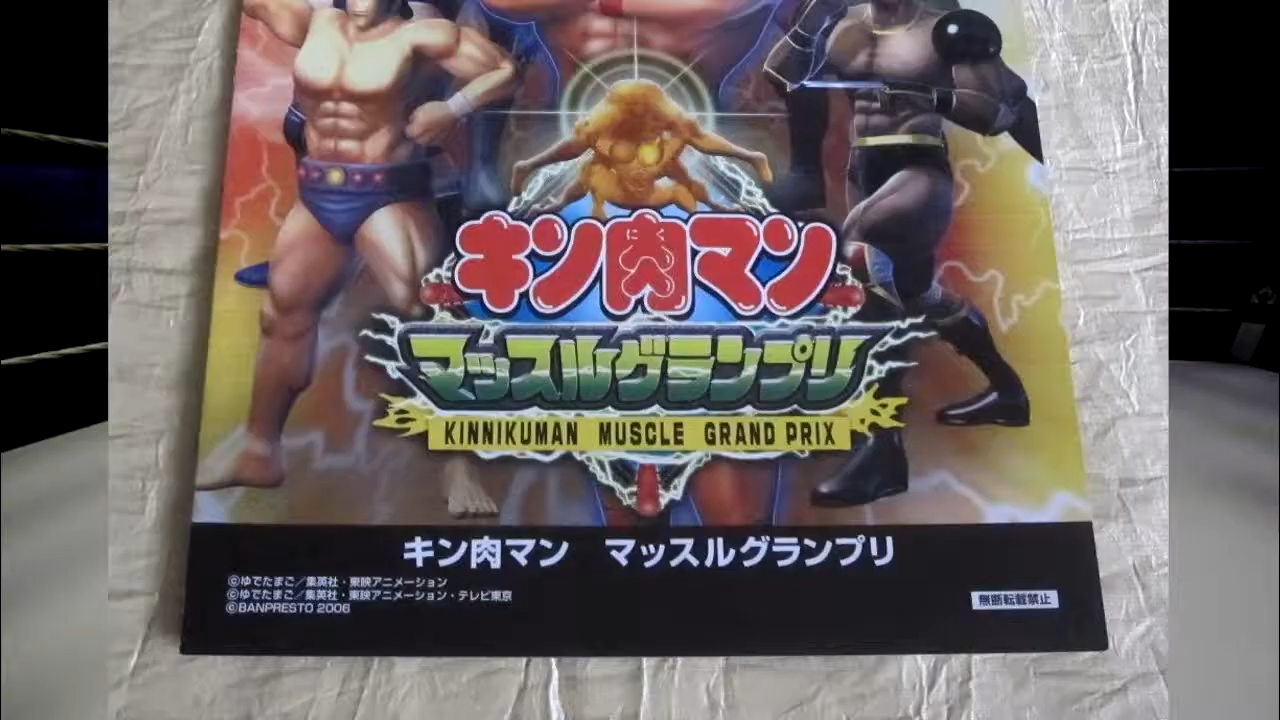 キン肉マン
マッスルグランプリ
KINNIKUMAN MUSCLE GRAND PRIX
キン肉マン マッスルグランプリ
©ゆでたまご／集英社・東映アニメーション
©ゆでたまご／集英社・東映アニメーション・テレビ東京
©BANPRESTO 2006
無断転載禁止